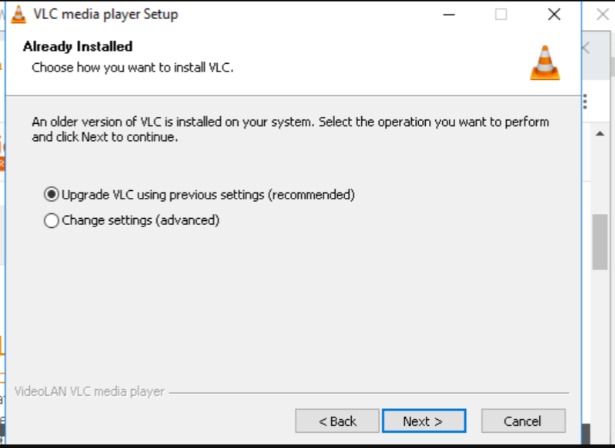 VLC media player Setup
Already Installed
Choose how you want to install VLC.
An older version of VLC is installed on your system. Select the operation you want to perform
and click Next to continue.
Upgrade VLC using previous settings (recommended)
Change settings (advanced)
VideoLAN VLC media player
< Back Next > Cancel